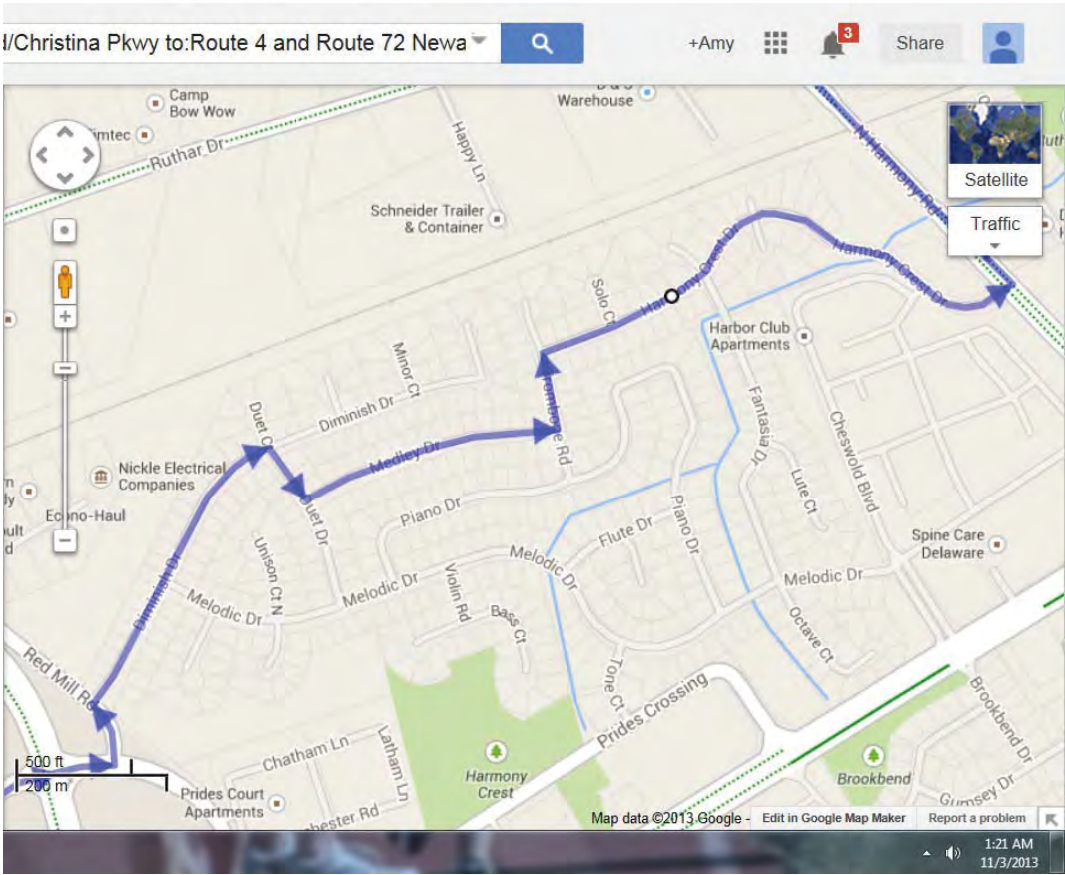 /Christina Pkwy to:Route 4 and Route 72 Newa
+Amy
3
Share
Camp
Bow Wow
Warehouse
Ruthar Dr
Happy Ln
N Harmony Rd
Satellite
Traffic
Schneider Trailer
& Container
Harmony Crest Dr
Harmony Crest Dr
Solo Ct
Harbor Club
Apartments
Minor Ct
Diminish Dr
Duet C
Trombone Rd
Medley Dr
Fantasia Dr
Cheswold Blvd
Nickle Electrical
Companies
Econo-Haul
Lute Ct
Piano Dr
Duet Dr
Flute Dr
Piano Dr
Spine Care
Delaware
Unison Ct N
Melodic Dr
Melodic Dr
Melodic Dr
Melodic Dr
Diminish Dr
Violin Rd
Bass Ct
Octave Ct
Red Mill Rd
Tone Ct
Prides Crossing
Brookbend Dr
Chatham Ln
Latham Ln
500 ft
200 m
Prides Court
Apartments
Harmony
Crest
Brookbend
Gurnsey Dr
hester Rd
Map data ©2013 Google -
Edit in Google Map Maker
Report a problem
1:21 AM
11/3/2013